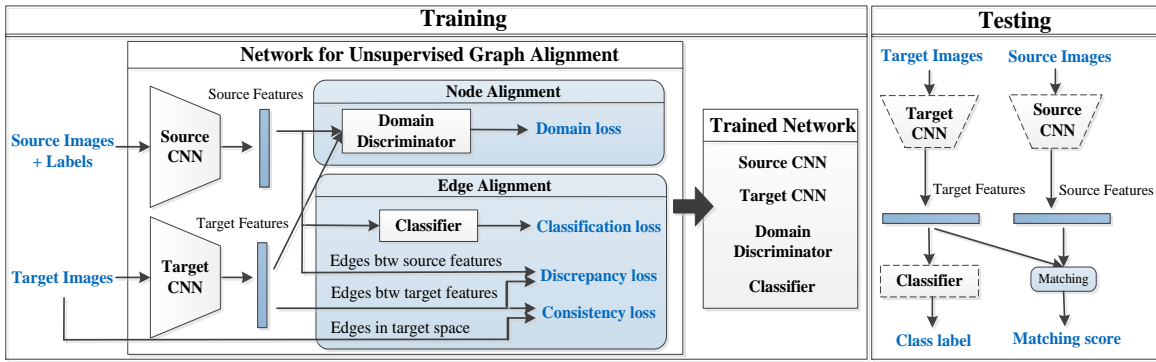 Training
Network for Unsupervised Graph Alignment
Source Images
+ Labels
Source
CNN
Source Features
Node Alignment
Domain
Discriminator
Domain loss
Target Images
Target
CNN
Target Features
Edge Alignment
Classifier
Classification loss
Edges btw source features
Discrepancy loss
Edges btw target features
Consistency loss
Edges in target space
Trained Network
Source CNN
Target CNN
Domain
Discriminator
Classifier
Testing
Target Images
Source Images
Target
CNN
Source
CNN
Target Features
Source Features
Classifier
Matching
Class label
Matching score